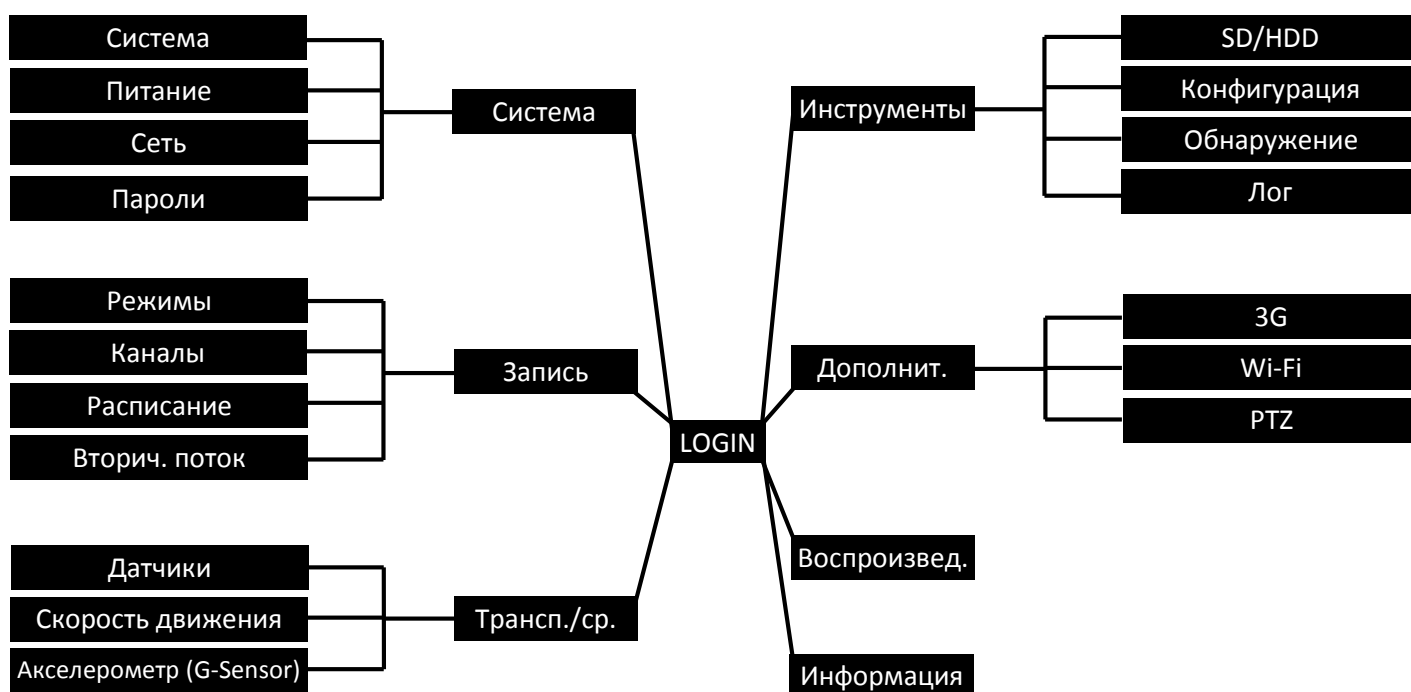 Система
Питание
Сеть
Пароли
Система
Режимы
Каналы
Расписание
Вторич. поток
Запись
Датчики
Скорость движения
Акселерометр (G-Sensor)
Трансп./ср.
LOGIN
Инструменты
SD/HDD
Конфигурация
Обнаружение
Лог
Дополнит.
3G
Wi-Fi
PTZ
Воспроизвед.
Информация